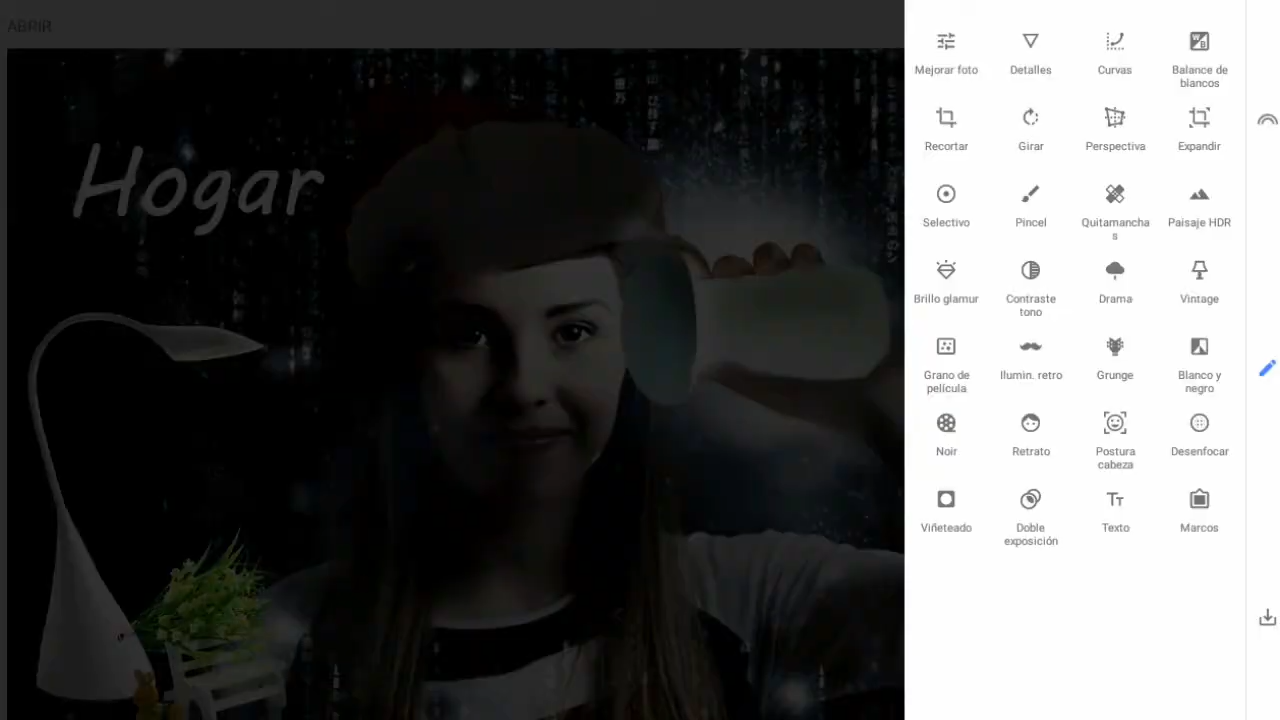 ABRIR
Hogar
Mejorar foto
Detalles
Curvas
Balance de
blancos
Recortar
Girar
Perspectiva
Expandir
Selectivo
Pincel
Quitamancha
s
Paisaje HDR
Brillo glamur
Contraste
tono
Drama
Vintage
Grano de
película
Ilumin. retro
Grunge
Blanco y
negro
Noir
Retrato
Postura
cabeza
Desenfocar
Viñeteado
Doble
exposición
Texto
Marcos